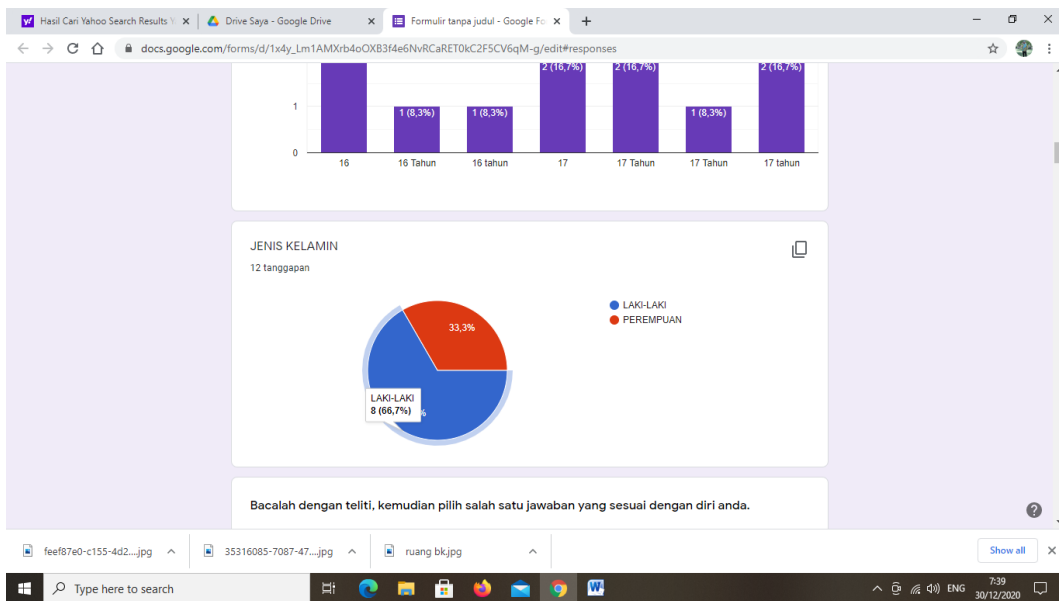 Hasil Cari Yahoo Search Results Y
Drive Saya - Google Drive
Formulir tanpa judul - Google Fo
docs.google.com/forms/d/1x4y_Lm1AMXrb4oOXB3f4e6NvRCaRET0kC2F5CV6qM-g/edit#responses
2 (16,7%) 2 (16,7%) 2 (16,7%)
1 1 (8,3%) 1 (8,3%) 1 (8,3%)
0
16 16 Tahun 16 tahun 17 17 Tahun 17 Tahun 17 tahun
JENIS KELAMIN
12 tanggapan
LAKI-LAKI
PEREMPUAN
33,3%
LAKI-LAKI
8 (66,7%)
%
Bacalah dengan teliti, kemudian pilih salah satu jawaban yang sesuai dengan diri anda.
feef87e0-c155-4d2....jpg
35316085-7087-47....jpg
ruang bk.jpg
Show all
Type here to search
ENG
7:39
30/12/2020